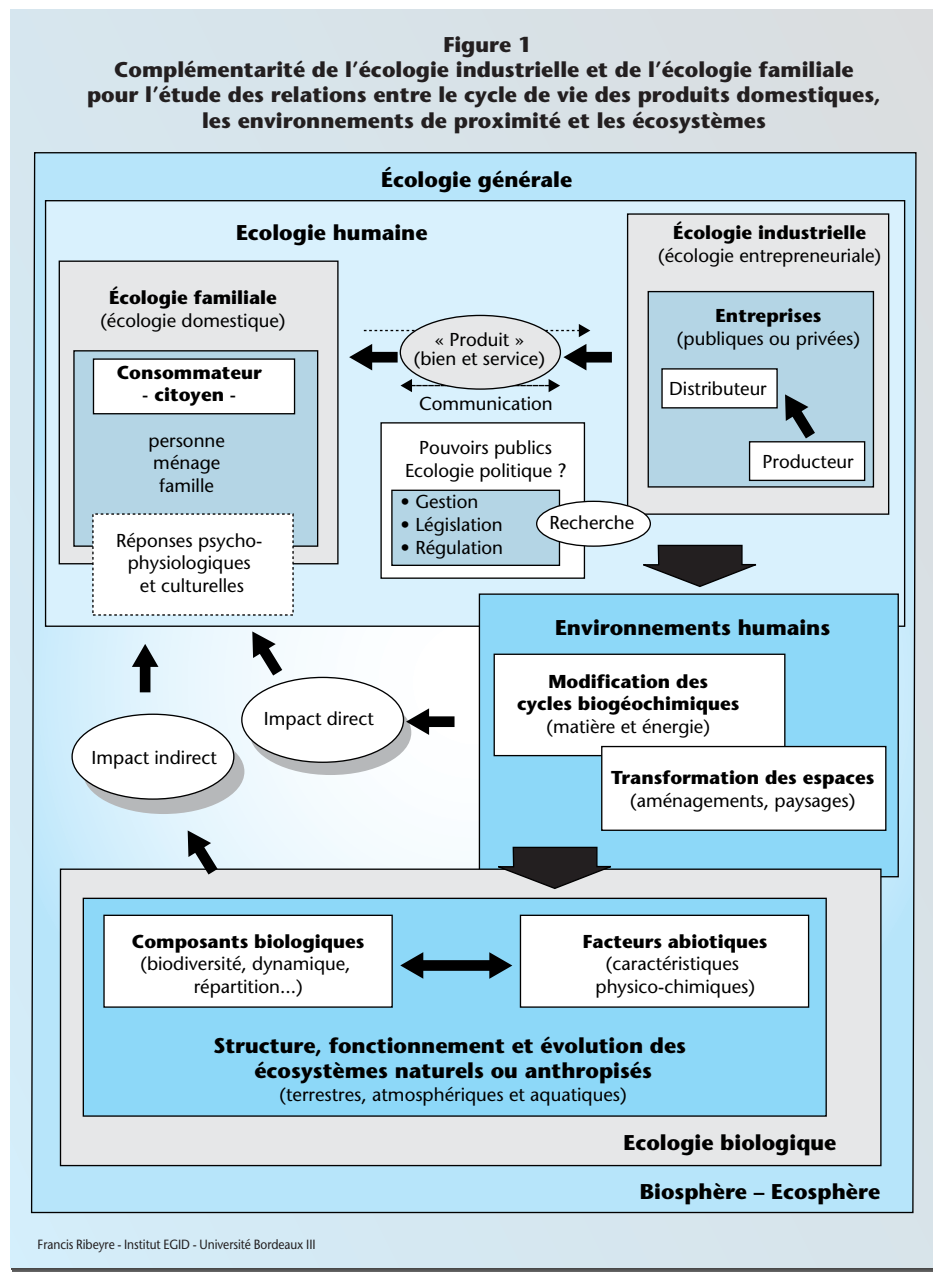 Figure 1
Complémentarité de l’écologie industrielle et de l’écologie familiale
pour l’étude des relations entre le cycle de vie des produits domestiques,
les environnements de proximité et les écosystèmes
Écologie générale
Ecologie humaine
Écologie familiale
(écologie domestique)
Consommateur
- citoyen -
personne
ménage
famille
Réponses psycho-
physiologiques
et culturelles
« Produit »
(bien et service)
Communication
Pouvoirs publics
Ecologie politique ?
• Gestion
• Législation
• Régulation
Recherche
Écologie industrielle
(écologie entrepreneuriale)
Entreprises
(publiques ou privées)
Distributeur
Producteur
Environnements humains
Modification des
cycles biogéochimiques
(matière et énergie)
Transformation des espaces
(aménagements, paysages)
Impact direct
Impact indirect
Composants biologiques
(biodiversité, dynamique,
répartition...)
Facteurs abiotiques
(caractéristiques
physico-chimiques)
Structure, fonctionnement et évolution des
écosystèmes naturels ou anthropisés
(terrestres, atmosphériques et aquatiques)
Ecologie biologique
Biosphère – Ecosphère
Francis Ribeyre - Institut EGID - Université Bordeaux III